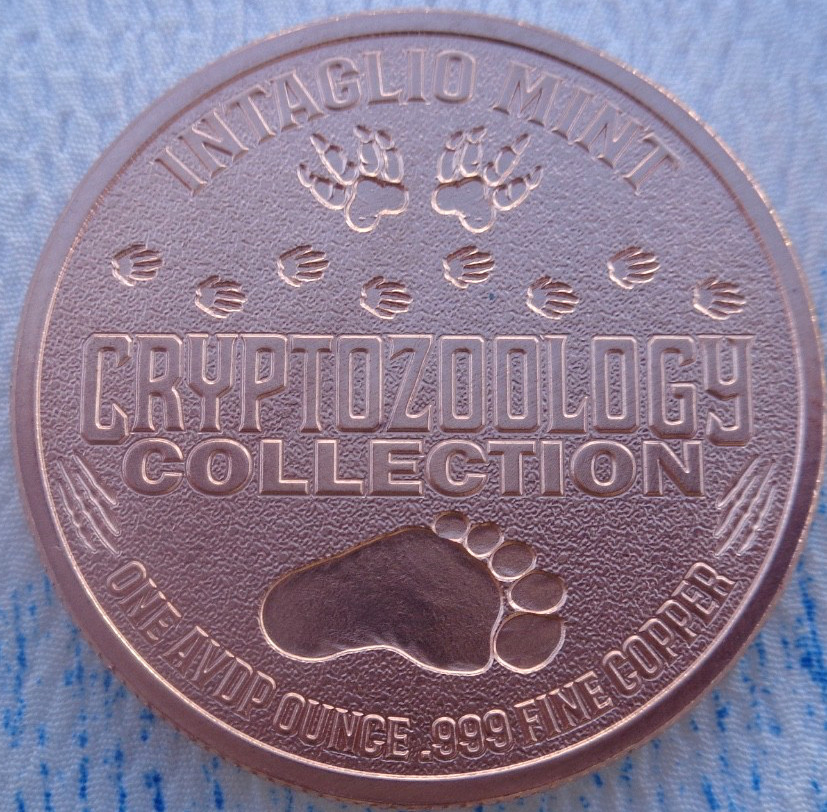 INTAGLIO MINT
CRYPTOZOOLOGY
COLLECTION
ONE AVDP OUNCE .999 FINE COPPER